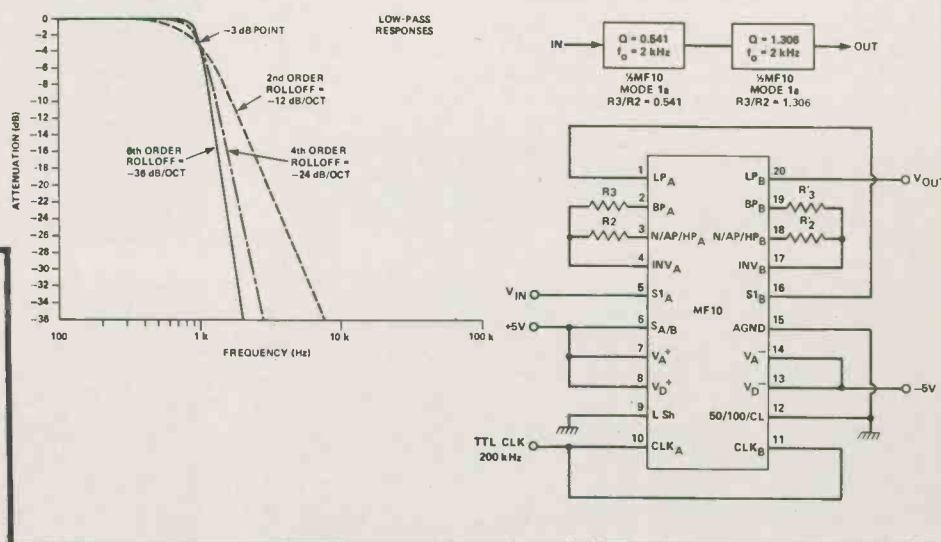 LOW-PASS
RESPONSES
−3 dB POINT
2nd ORDER
ROLLOFF =
−12 dB/OCT
6th ORDER
ROLLOFF =
−36 dB/OCT
4th ORDER
ROLLOFF =
−24 dB/OCT
ATTENUATION (dB)
0
−2
−4
−6
−8
−10
−12
−14
−16
−18
−20
−22
−24
−26
−28
−30
−32
−34
−36
100
1 k
10 k
100 k
FREQUENCY (Hz)
IN
Q = 0.541
fo = 2 kHz
Q = 1.306
fo = 2 kHz
OUT
½MF10
MODE 1a
R3/R2 = 0.541
½MF10
MODE 1a
R3/R2 = 1.306
1 LPA
LPB 20
VOUT
R3
2 BPA
BPB 19
R'3
R2
3 N/AP/HPA
N/AP/HPB 18
R'2
4 INVA
INVB 17
VIN
5 S1A
S1B 16
MF10
+5V
6 SA/B
AGND 15
7 VA+
VA− 14
8 VD+
VD− 13
−5V
9 L Sh
50/100/CL 12
TTL CLK
200 kHz
10 CLKA
CLKB 11